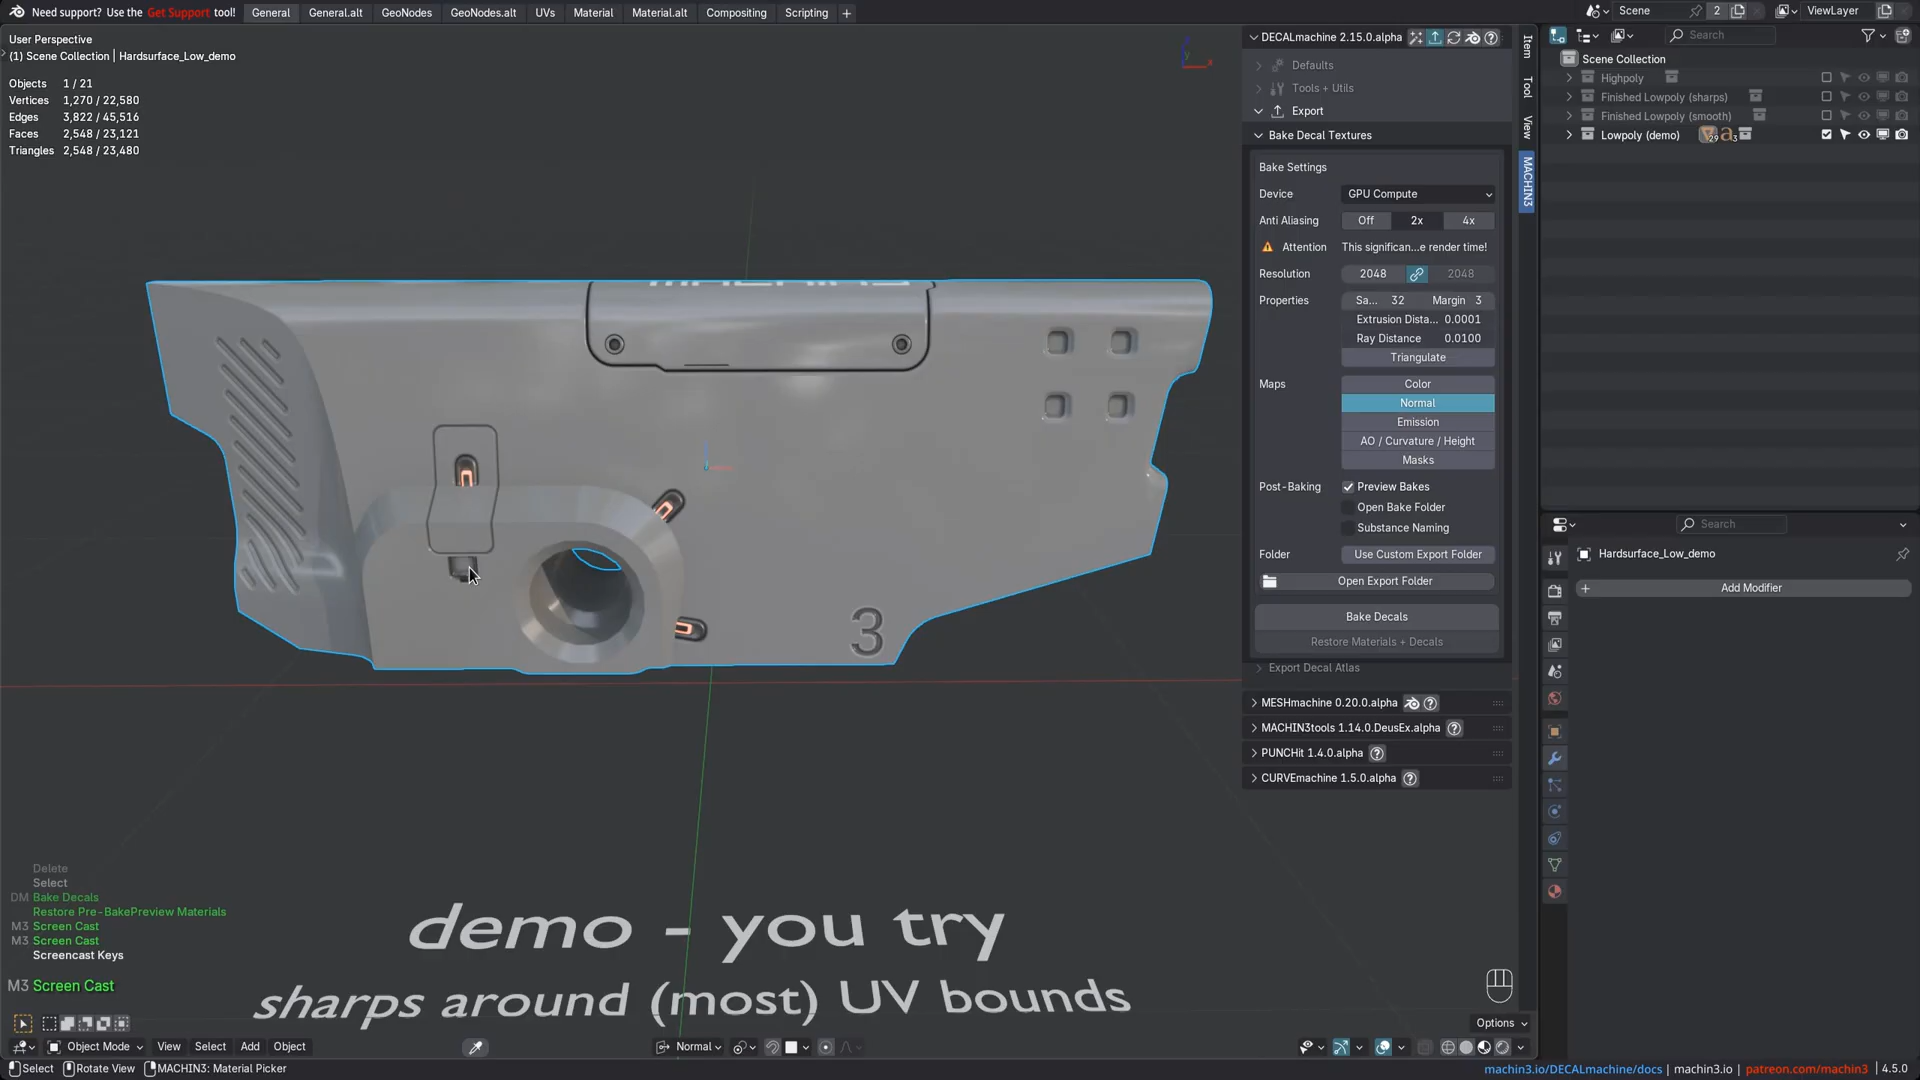 Need support? Use the Get Support tool!
General
General.alt
GeoNodes
GeoNodes.alt
UVs
Material
Material.alt
Compositing
Scripting
+
Scene
2
ViewLayer
User Perspective
(1) Scene Collection | Hardsurface_Low_demo
Objects 1 / 21
Vertices 1,270 / 22,580
Edges 3,822 / 45,516
Faces 2,548 / 23,121
Triangles 2,548 / 23,480
3
demo - you try
sharps around (most) UV bounds
Delete
Select
DM Bake Decals
Restore Pre-BakePreview Materials
M3 Screen Cast
M3 Screen Cast
Screencast Keys
M3 Screen Cast
DECALmachine 2.15.0.alpha
Defaults
Tools + Utils
Export
Bake Decal Textures
Bake Settings
Device GPU Compute
Anti Aliasing Off 2x 4x
Attention This significan...e render time!
Resolution 2048 2048
Properties Sa... 32 Margin 3
Extrusion Dista... 0.0001
Ray Distance 0.0100
Triangulate
Maps Color
Normal
Emission
AO / Curvature / Height
Masks
Post-Baking Preview Bakes
Open Bake Folder
Substance Naming
Folder Use Custom Export Folder
Open Export Folder
Bake Decals
Restore Materials + Decals
Export Decal Atlas
MESHmachine 0.20.0.alpha
MACHIN3tools 1.14.0.DeusEx.alpha
PUNCHit 1.4.0.alpha
CURVEmachine 1.5.0.alpha
Item
Tool
View
MACHIN3
Search
Scene Collection
Highpoly
Finished Lowpoly (sharps)
Finished Lowpoly (smooth)
Lowpoly (demo)
Search
Hardsurface_Low_demo
+ Add Modifier
Options
Object Mode View Select Add Object
Normal
Select Rotate View MACHIN3: Material Picker
machin3.io/DECALmachine/docs | machin3.io | patreon.com/machin3 | 4.5.0